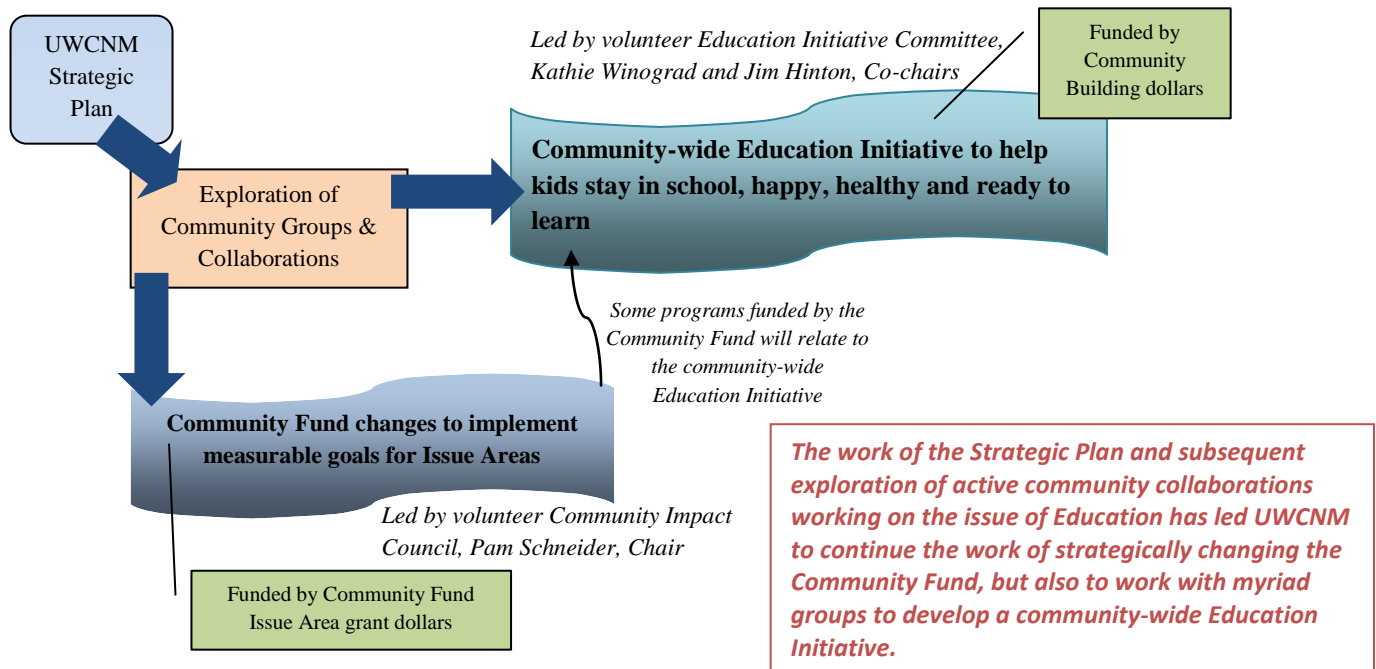 UWCNM
Strategic
Plan
Led by volunteer Education Initiative Committee,
Kathie Winograd and Jim Hinton, Co-chairs
Funded by
Community
Building dollars
Community-wide Education Initiative to help
kids stay in school, happy, healthy and ready to
learn
Exploration of
Community Groups &
Collaborations
Some programs funded by the
Community Fund will relate to
the community-wide
Education Initiative
Community Fund changes to implement
measurable goals for Issue Areas
Led by volunteer Community Impact
Council, Pam Schneider, Chair
Funded by Community Fund
Issue Area grant dollars
The work of the Strategic Plan and subsequent
exploration of active community collaborations
working on the issue of Education has led UWCNM
to continue the work of strategically changing the
Community Fund, but also to work with myriad
groups to develop a community-wide Education
Initiative.